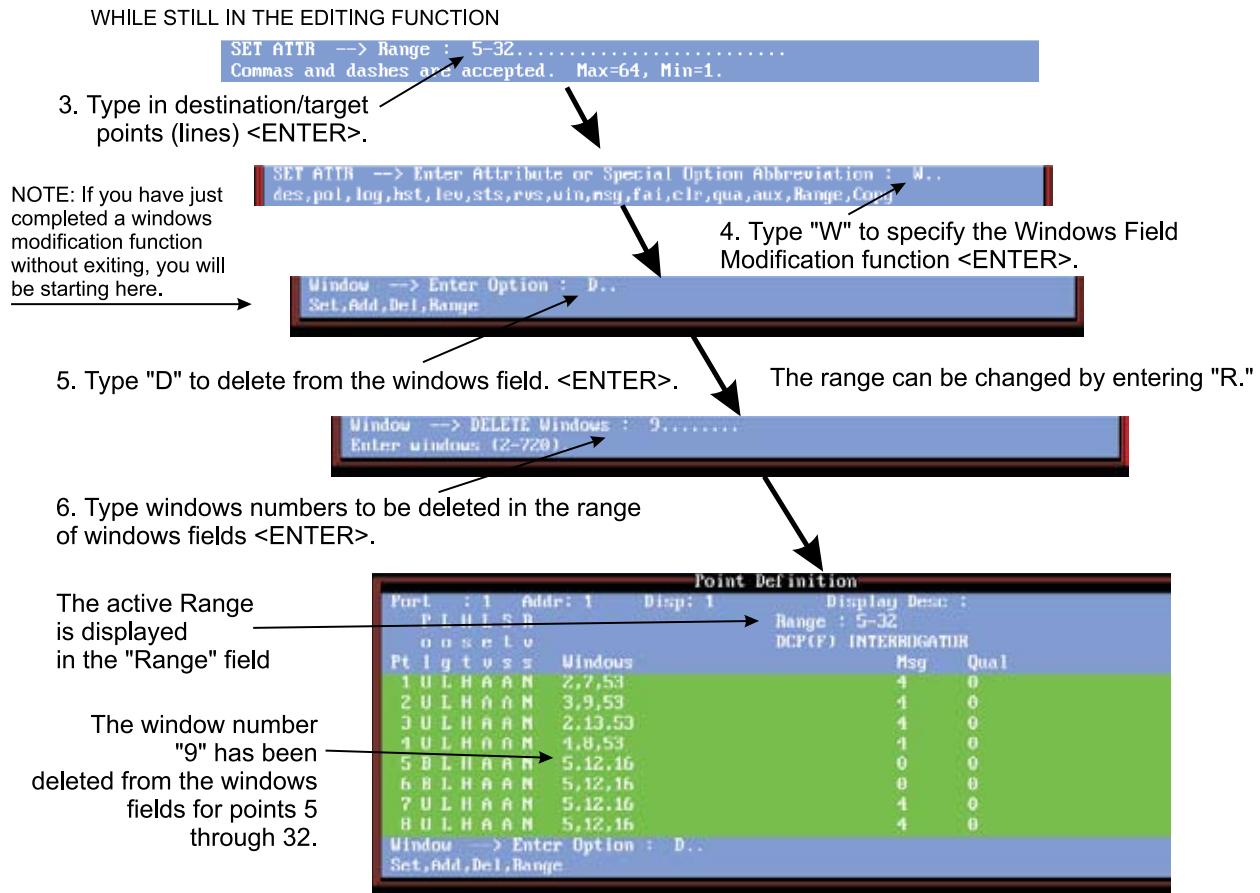 WHILE STILL IN THE EDITING FUNCTION
SET ATTR --> Range : 5-32..........................
Commas and dashes are accepted. Max=64, Min=1.
3. Type in destination/target
points (lines) <ENTER>.
SET ATTR --> Enter Attribute or Special Option Abbreviation : W..
des,pol,log,hst,lev,sts,rvs,win,msg,fai,clr,qua,aux,Range,Copy
NOTE: If you have just
completed a windows
modification function
without exiting, you will
be starting here.
4. Type "W" to specify the Windows Field
Modification function <ENTER>.
Window --> Enter Option : D..
Set,Add,Del,Range
5. Type "D" to delete from the windows field. <ENTER>.
The range can be changed by entering "R."
Window --> DELETE Windows : 9........
Enter windows (2-720)
6. Type windows numbers to be deleted in the range
of windows fields <ENTER>.
Point Definition
Port : 1 Addr: 1 Disp: 1 Display Desc :
P L H L S R Range : 5-32
o o s e t v DCP(F) INTERROGATOR
Pt l g t v s s Windows Msg Qual
1 U L H A A N 2,7,53 4 0
2 U L H A A N 3,9,53 4 0
3 U L H A A N 2,13,53 4 0
4 U L H A A N 4,8,53 4 0
5 B L H A A N 5,12,16 0 0
6 B L H A A N 5,12,16 0 0
7 U L H A A N 5,12,16 4 0
8 U L H A A N 5,12,16 4 0
Window --> Enter Option : D..
Set,Add,Del,Range
The active Range
is displayed
in the "Range" field
The window number
"9" has been
deleted from the windows
fields for points 5
through 32.